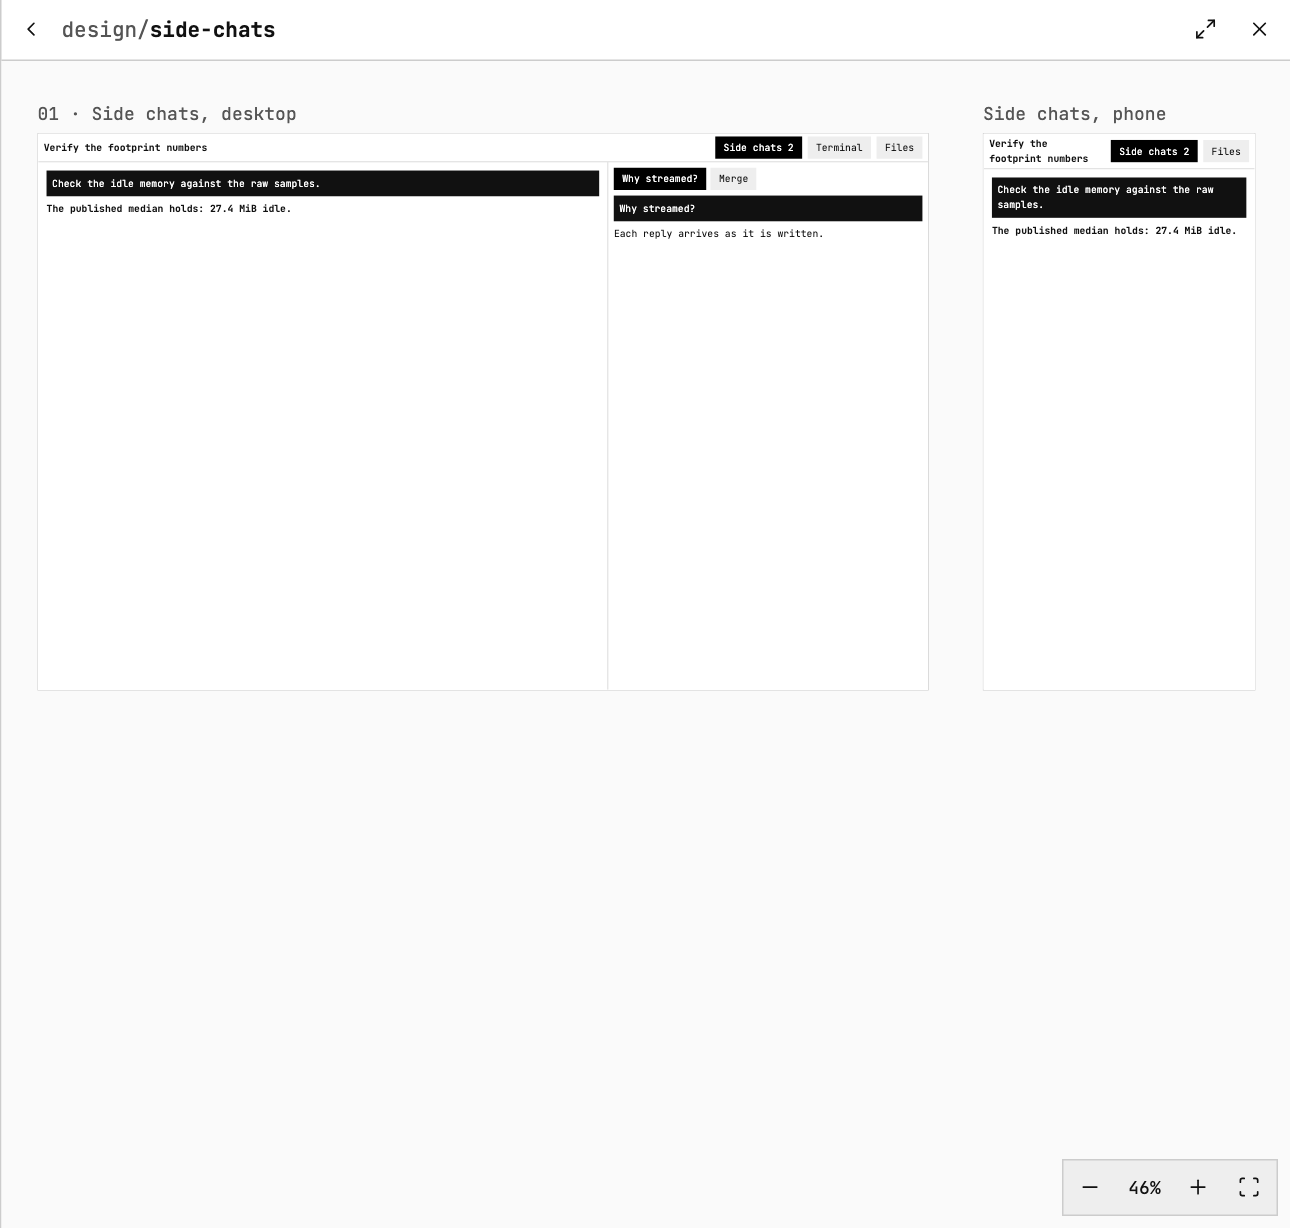 design/side-chats
01 · Side chats, desktop
Verify the footprint numbers
Side chats 2
Terminal
Files
Check the idle memory against the raw samples.
The published median holds: 27.4 MiB idle.
Why streamed?
Merge
Why streamed?
Each reply arrives as it is written.
Side chats, phone
Verify the
footprint numbers
Side chats 2
Files
Check the idle memory against the raw
samples.
The published median holds: 27.4 MiB idle.
46%